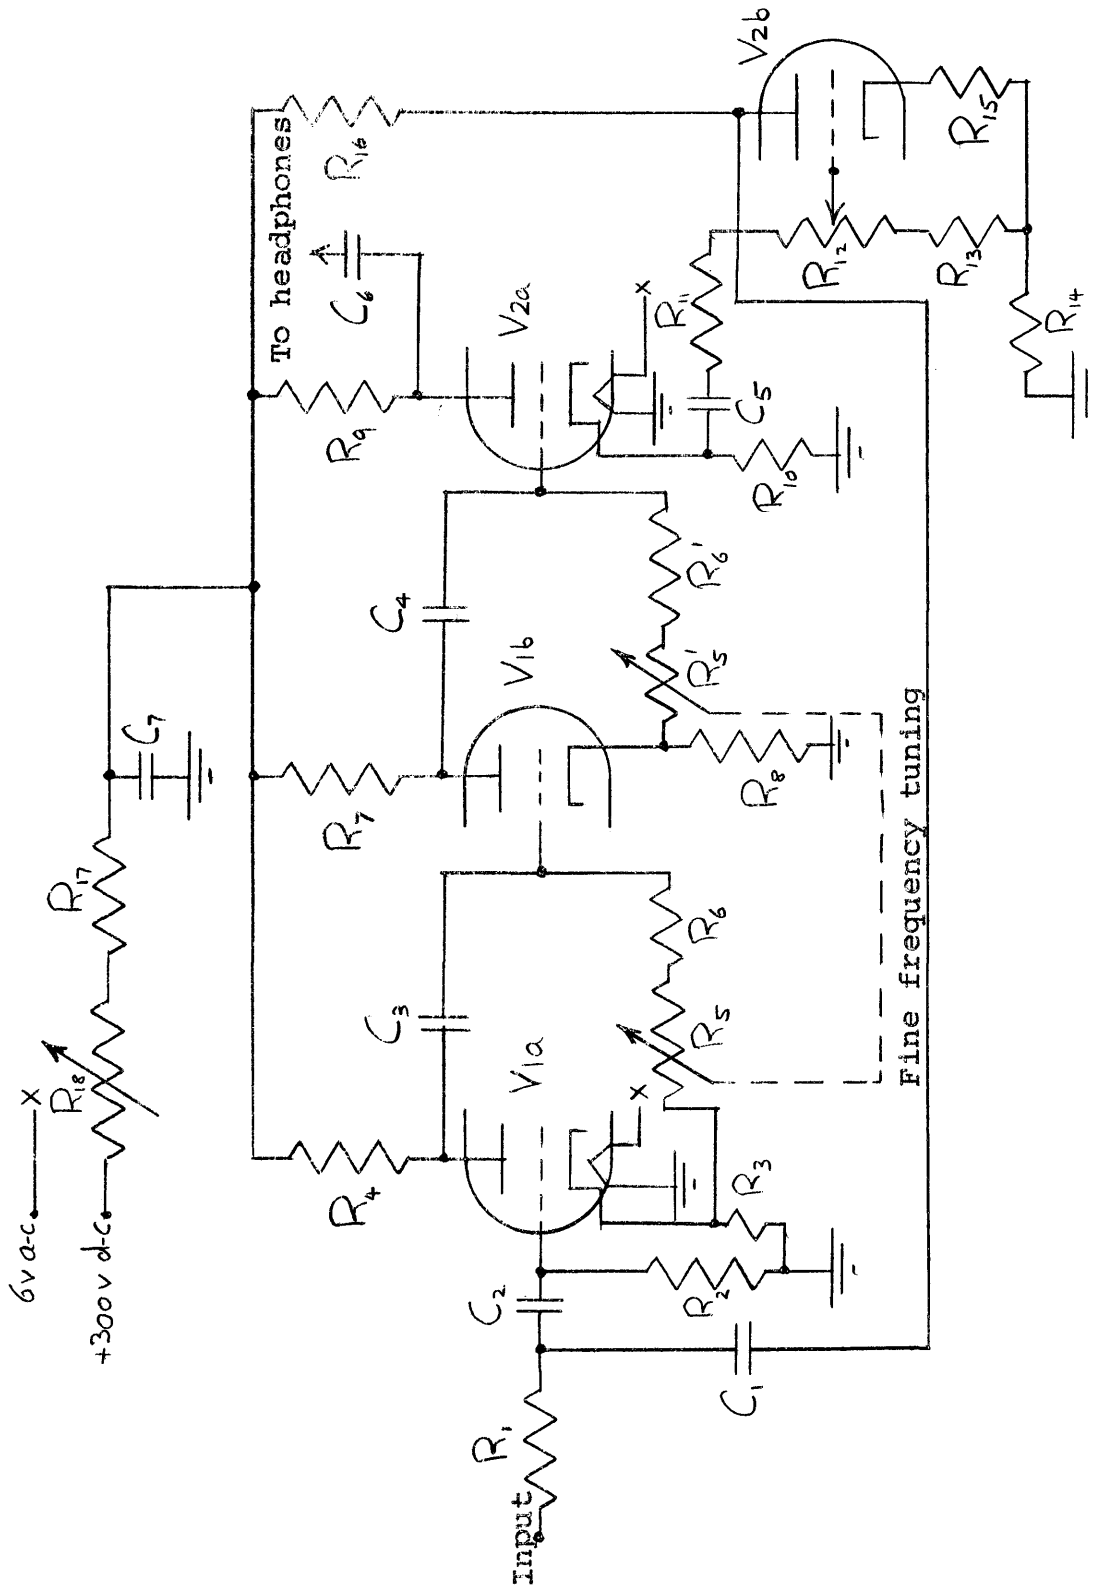 6v a-c
x
+300v d-c
R18
R17
C7
To headphones
R4
R7
R9
C6
R16
C3
C4
V1a
V1b
V2a
V2b
Input
R1
C2
C1
R2
R3
x
R5
R6
R8
R5'
R6'
R10
C5
R11
x
R12
R13
R14
R15
Fine frequency tuning